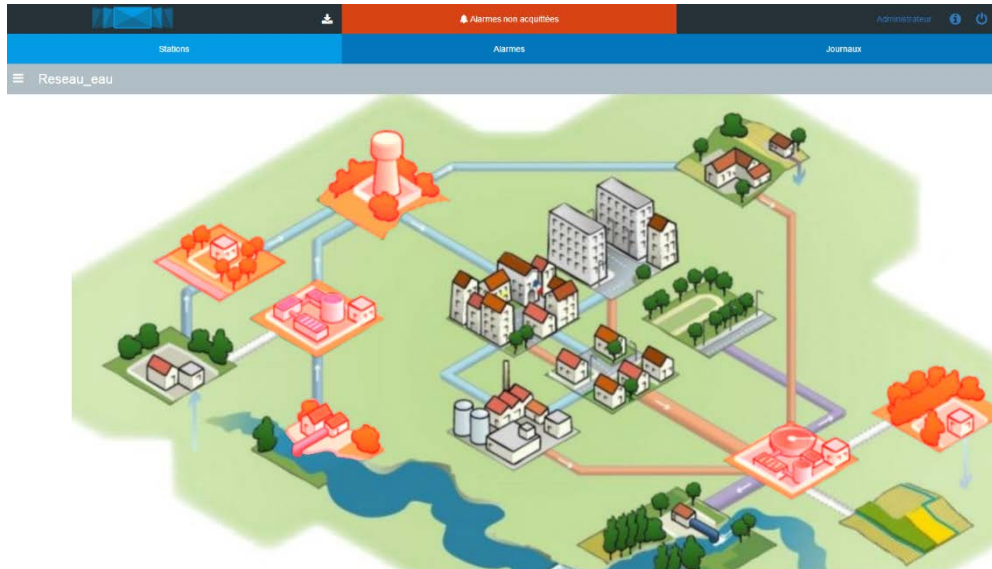 Alarmes non acquittées
Administrateur
Stations
Alarmes
Journaux
Reseau_eau